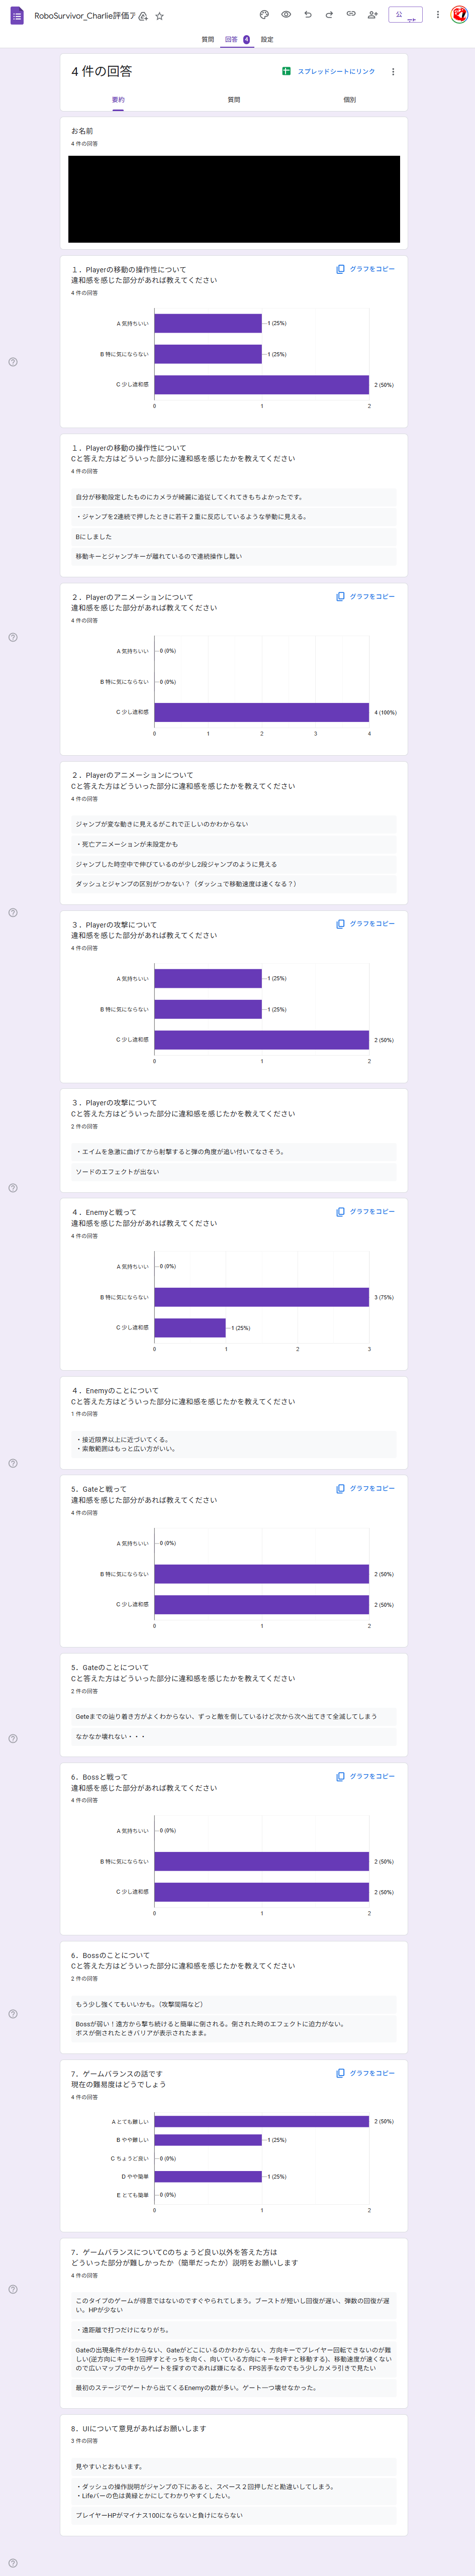 RoboSurvivor_Charlie評価ア
公
質問 回答 4 設定
4 件の回答
スプレッドシートにリンク
要約 質問 個別
お名前
4 件の回答
１．Playerの移動の操作性について
違和感を感じた部分があれば教えてください
グラフをコピー
4 件の回答
A 気持ちいい
1 (25%)
B 特に気にならない
1 (25%)
C 少し違和感
2 (50%)
0 1 2
１．Playerの移動の操作性について
Cと答えた方はどういった部分に違和感を感じたかを教えてください
4 件の回答
自分が移動設定したものにカメラが綺麗に追従してくれてきもちよかったです。
・ジャンプを2連続で押したときに若干２重に反応しているような挙動に見える。
Bにしました
移動キーとジャンプキーが離れているので連続操作し難い
２．Playerのアニメーションについて
違和感を感じた部分があれば教えてください
グラフをコピー
4 件の回答
A 気持ちいい
0 (0%)
B 特に気にならない
0 (0%)
C 少し違和感
4 (100%)
0 1 2 3 4
２．Playerのアニメーションについて
Cと答えた方はどういった部分に違和感を感じたかを教えてください
4 件の回答
ジャンプが変な動きに見えるがこれで正しいのかわからない
・死亡アニメーションが未設定かも
ジャンプした時空中で伸びているのが少し2段ジャンプのように見える
ダッシュとジャンプの区別がつかない？（ダッシュで移動速度は速くなる？）
３．Playerの攻撃について
違和感を感じた部分があれば教えてください
グラフをコピー
4 件の回答
A 気持ちいい
1 (25%)
B 特に気にならない
1 (25%)
C 少し違和感
2 (50%)
0 1 2
３．Playerの攻撃について
Cと答えた方はどういった部分に違和感を感じたかを教えてください
2 件の回答
・エイムを急激に曲げてから射撃すると弾の角度が追い付いてなさそう。
ソードのエフェクトが出ない
４．Enemyと戦って
違和感を感じた部分があれば教えてください
グラフをコピー
4 件の回答
A 気持ちいい
0 (0%)
B 特に気にならない
3 (75%)
C 少し違和感
1 (25%)
0 1 2 3
４．Enemyのことについて
Cと答えた方はどういった部分に違和感を感じたかを教えてください
1 件の回答
・接近限界以上に近づいてくる。
・索敵範囲はもっと広い方がいい。
5．Gateと戦って
違和感を感じた部分があれば教えてください
グラフをコピー
4 件の回答
A 気持ちいい
0 (0%)
B 特に気にならない
2 (50%)
C 少し違和感
2 (50%)
0 1 2
5．Gateのことについて
Cと答えた方はどういった部分に違和感を感じたかを教えてください
2 件の回答
Geteまでの辿り着き方がよくわからない、ずっと敵を倒しているけど次から次へ出てきて全滅してしまう
なかなか壊れない・・・
6．Bossと戦って
違和感を感じた部分があれば教えてください
グラフをコピー
4 件の回答
A 気持ちいい
0 (0%)
B 特に気にならない
2 (50%)
C 少し違和感
2 (50%)
0 1 2
6．Bossのことについて
Cと答えた方はどういった部分に違和感を感じたかを教えてください
2 件の回答
もう少し強くてもいいかも。（攻撃間隔など）
Bossが弱い！遠方から撃ち続けると簡単に倒される。倒された時のエフェクトに迫力がない。
ボスが倒されたときバリアが表示されたまま。
7．ゲームバランスの話です
現在の難易度はどうでしょう
グラフをコピー
4 件の回答
A とても難しい
2 (50%)
B やや難しい
1 (25%)
C ちょうど良い
0 (0%)
D やや簡単
1 (25%)
E とても簡単
0 (0%)
0 1 2
7．ゲームバランスについてCのちょうど良い以外を答えた方は
どういった部分が難しかったか（簡単だったか）説明をお願いします
4 件の回答
このタイプのゲームが得意ではないのですぐやられてしまう。ブーストが短いし回復が遅い、弾数の回復が遅
い。HPが少ない
・遠距離で打つだけになりがち。
Gateの出現条件がわからない、Gateがどこにいるのかわからない、方向キーでプレイヤー回転できないのが難
しい(逆方向にキーを1回押すとそっちを向く、向いている方向にキーを押すと移動する)、移動速度が速くない
ので広いマップの中からゲートを探すのであれば嫌になる、FPS苦手なのでもう少しカメラ引きで見たい
最初のステージでゲートから出てくるEnemyの数が多い。ゲート一つ壊せなかった。
8．UIについて意見があればお願いします
3 件の回答
見やすいとおもいます。
・ダッシュの操作説明がジャンプの下にあると、スペース２回押しだと勘違いしてしまう。
・Lifeバーの色は黄緑とかにしてわかりやすくしたい。
プレイヤーHPがマイナス100にならないと負けにならない